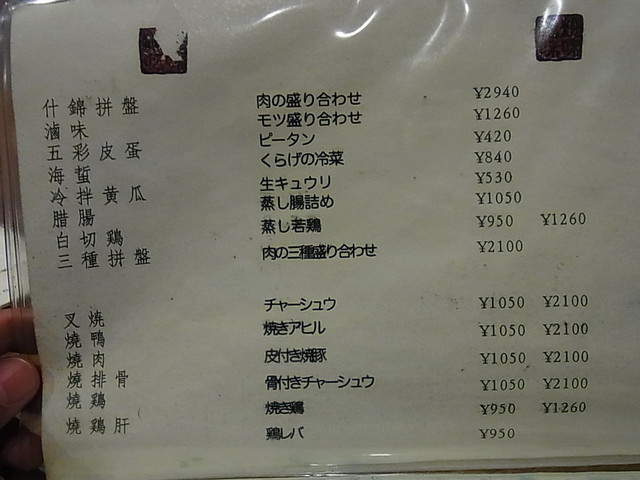 什錦拼盤 肉の盛り合わせ ¥2940
滷味 モツ盛り合わせ ¥1260
五彩皮蛋 ピータン ¥420
海蜇 くらげの冷菜 ¥840
冷拌黄瓜 生キュウリ ¥530
腊腸 蒸し腸詰め ¥1050
白切鶏 蒸し若鶏 ¥950 ¥1260
三種拼盤 肉の三種盛り合わせ ¥2100
叉焼 チャーシュウ ¥1050 ¥2100
燒鴨 焼きアヒル ¥1050 ¥2100
燒肉 皮付き焼豚 ¥1050 ¥2100
燒排骨 骨付きチャーシュウ ¥1050 ¥2100
燒鶏 焼き鶏 ¥950 ¥1260
燒鶏肝 鶏レバ ¥950